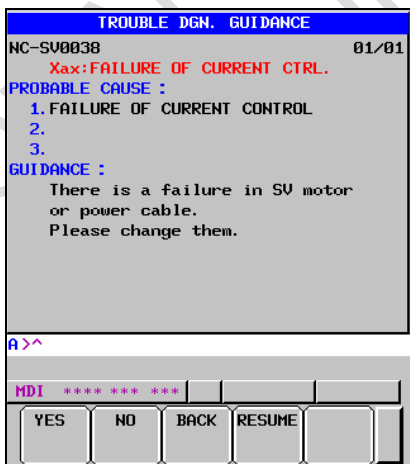 TROUBLE DGN. GUIDANCE
NC-SV0038 01/01
Xax:FAILURE OF CURRENT CTRL.
PROBABLE CAUSE :
1.FAILURE OF CURRENT CONTROL
2.
3.
GUIDANCE :
There is a failure in SV motor
or power cable.
Please change them.
A>^
MDI **** *** ***
YES NO BACK RESUME